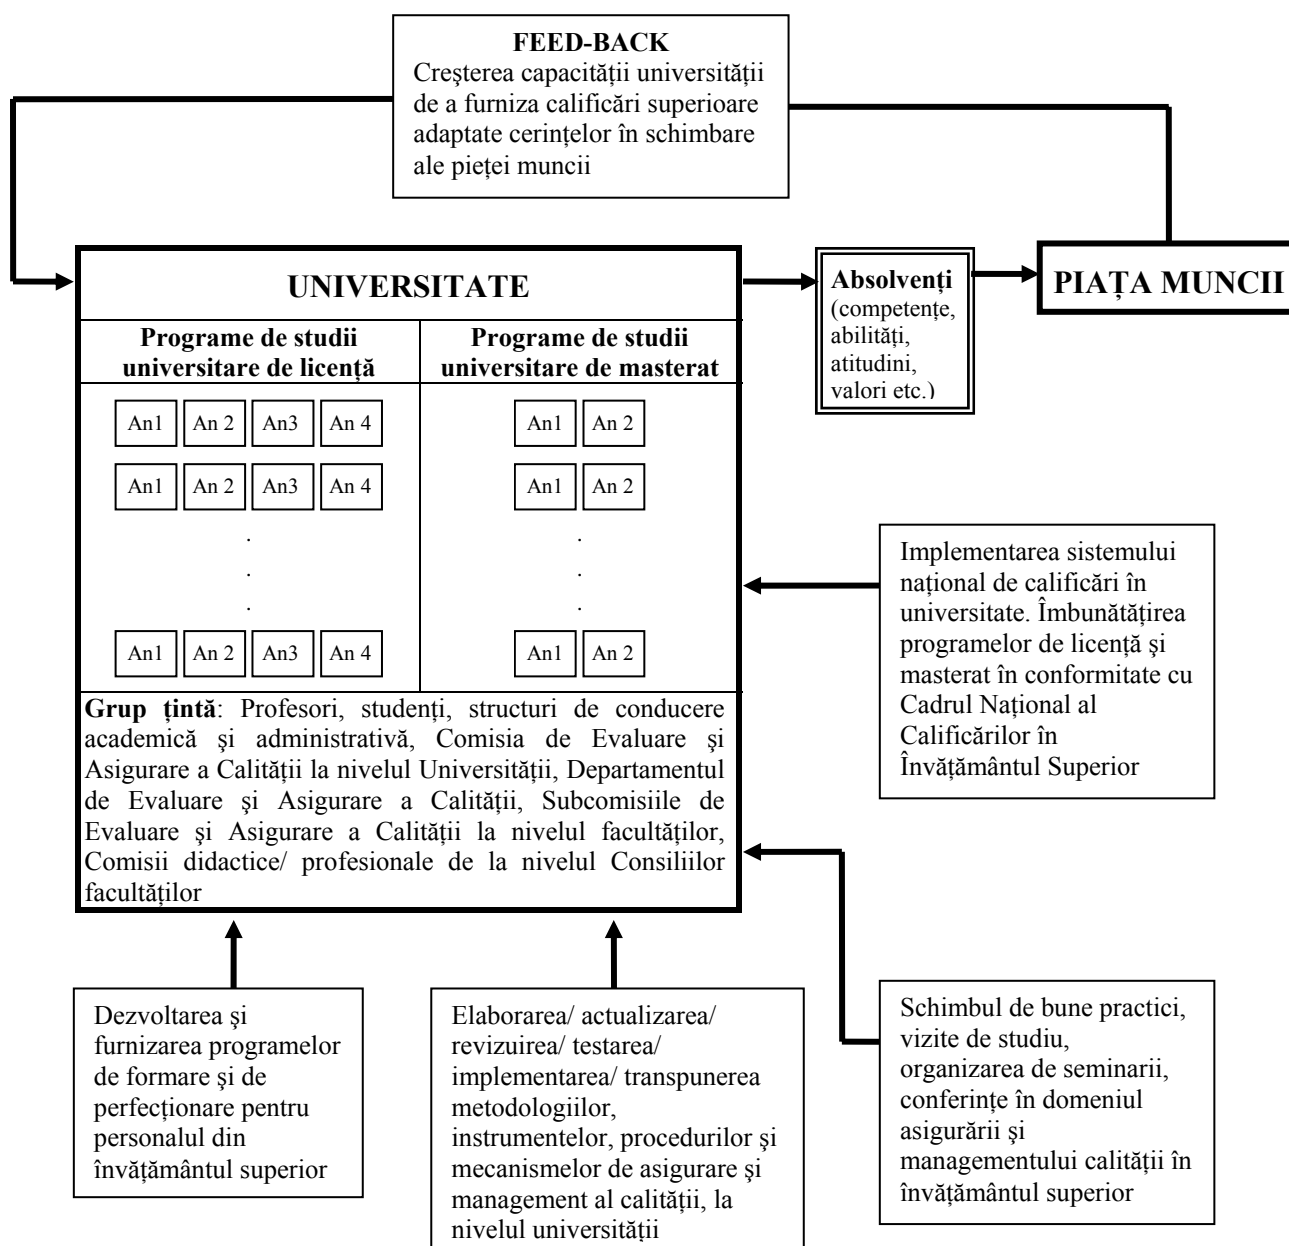 FEED-BACK
Creşterea capacităţii universităţii
de a furniza calificări superioare
adaptate cerinţelor în schimbare
ale pieţei muncii
UNIVERSITATE
Programe de studii
universitare de licenţă
Programe de studii
universitare de masterat
An1 An 2 An3 An 4
An1 An 2
An1 An 2 An3 An 4
An1 An 2
.
.
.
.
.
.
An1 An 2 An3 An 4
An1 An 2
Grup ţintă: Profesori, studenţi, structuri de conducere
academică şi administrativă, Comisia de Evaluare şi
Asigurare a Calităţii la nivelul Universităţii, Departamentul
de Evaluare şi Asigurare a Calităţii, Subcomisiile de
Evaluare şi Asigurare a Calităţii la nivelul facultăţilor,
Comisii didactice/ profesionale de la nivelul Consiliilor
facultăţilor
Absolvenţi
(competenţe,
abilităţi,
atitudini,
valori etc.)
PIAŢA MUNCII
Implementarea sistemului
naţional de calificări în
universitate. Îmbunătăţirea
programelor de licenţă şi
masterat în conformitate cu
Cadrul Naţional al
Calificărilor în
Învăţământul Superior
Dezvoltarea şi
furnizarea programelor
de formare şi de
perfecţionare pentru
personalul din
învăţământul superior
Elaborarea/ actualizarea/
revizuirea/ testarea/
implementarea/ transpunerea
metodologiilor,
instrumentelor, procedurilor şi
mecanismelor de asigurare şi
management al calităţii, la
nivelul universităţii
Schimbul de bune practici,
vizite de studiu,
organizarea de seminarii,
conferinţe în domeniul
asigurării şi
managementului calităţii în
învăţământul superior